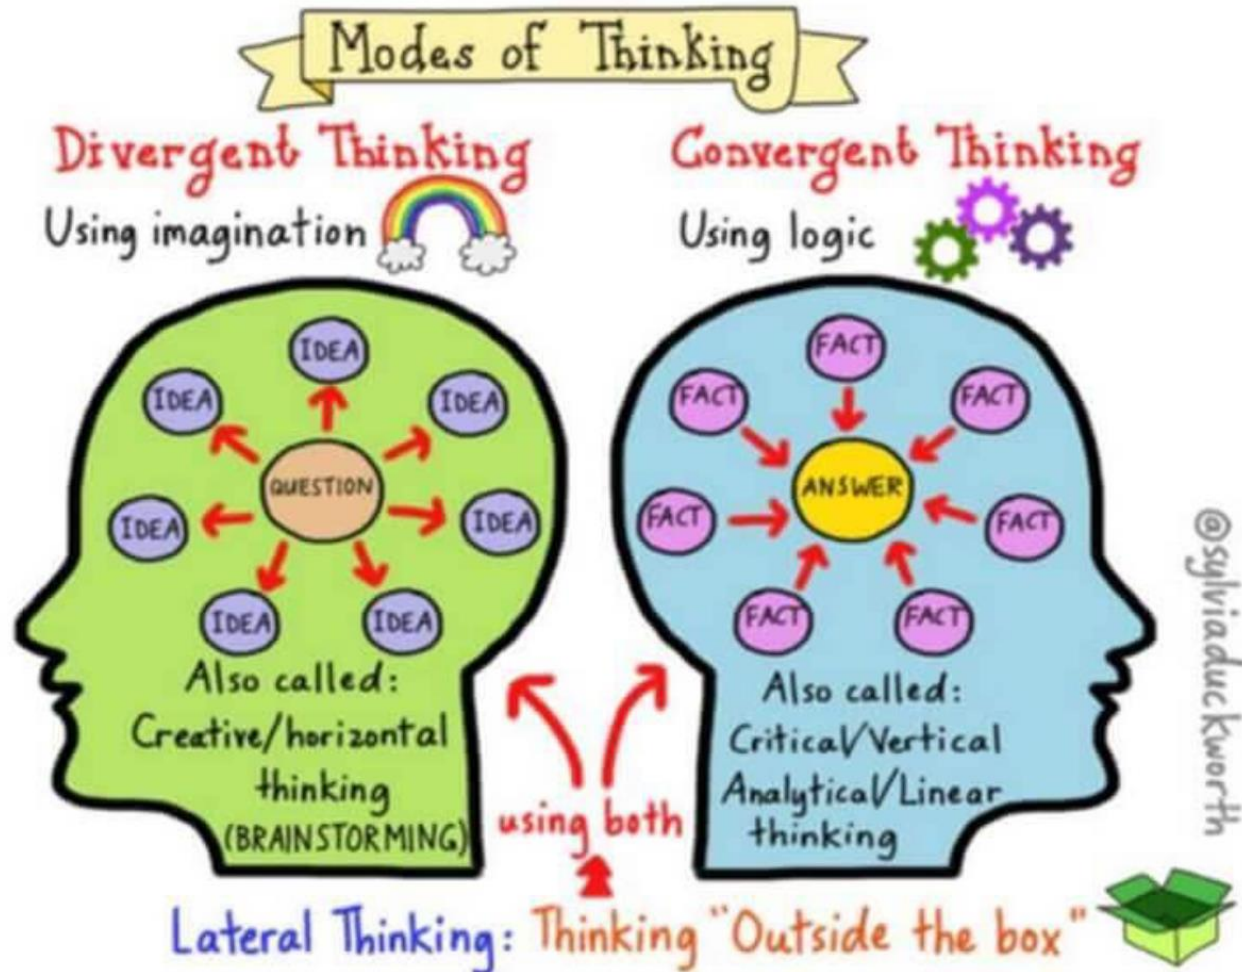 Modes of Thinking
Divergent Thinking
Using imagination
IDEA
IDEA
IDEA
QUESTION
IDEA
IDEA
IDEA
IDEA
Also called:
Creative/horizontal
thinking
(BRAINSTORMING)
Convergent Thinking
Using logic
FACT
FACT
FACT
ANSWER
FACT
FACT
FACT
FACT
Also called:
Critical/Vertical
Analytical/Linear
thinking
using both
Lateral Thinking: Thinking "Outside the box"
@sylviaduckworth